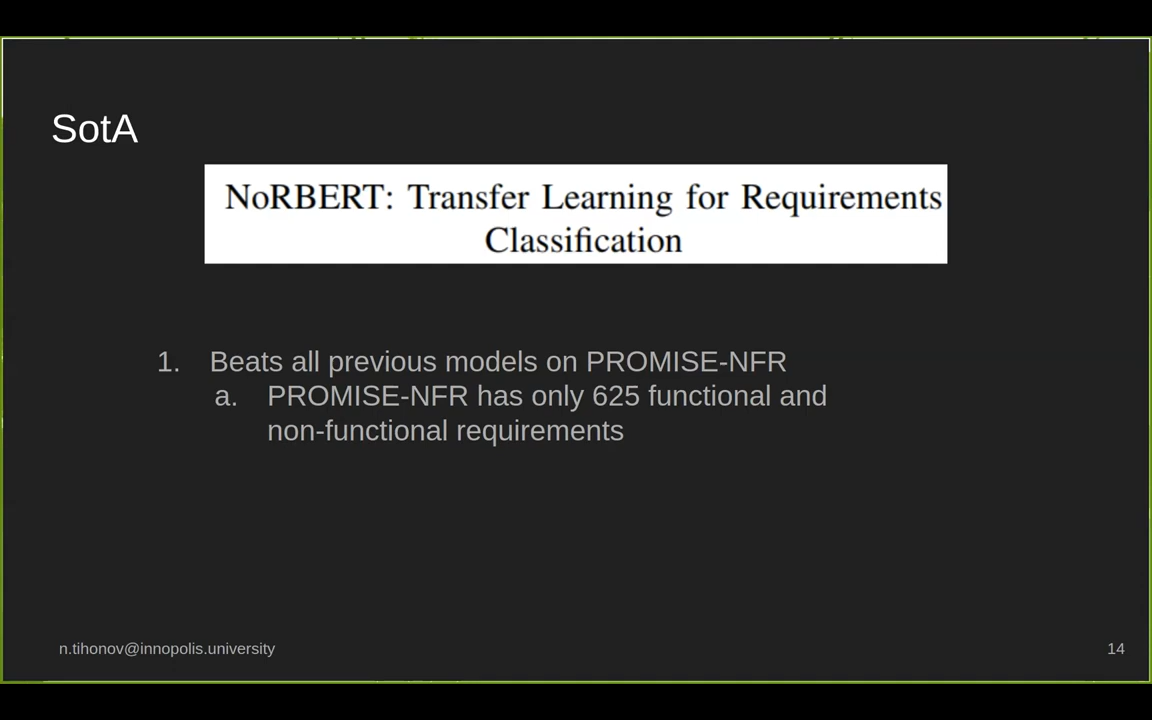 SotA
NoRBERT: Transfer Learning for Requirements
Classification
1. Beats all previous models on PROMISE-NFR
a. PROMISE-NFR has only 625 functional and
non-functional requirements
n.tihonov@innopolis.university
14